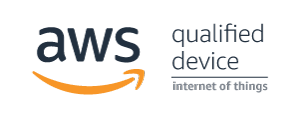 aws
qualified
device
internet of things